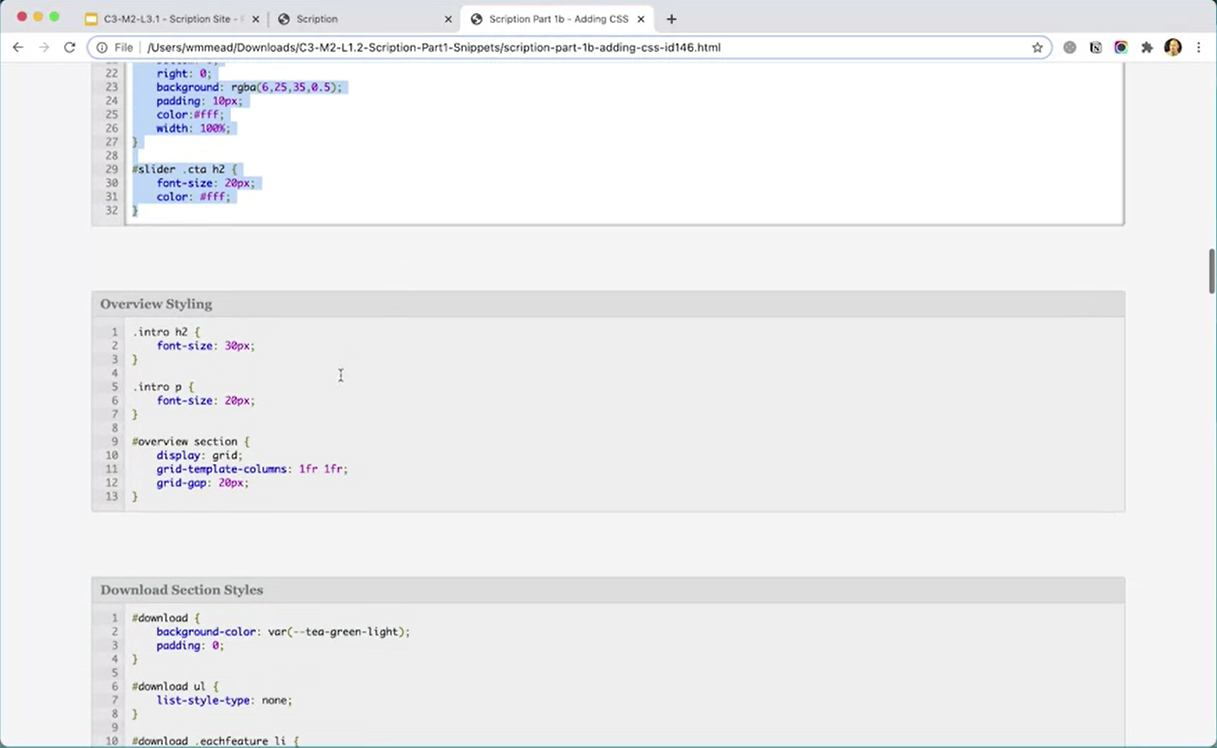 C3-M2-L3.1 - Scription Site -
Scription
Scription Part 1b - Adding CSS
File
/Users/wmmead/Downloads/C3-M2-L1.2-Scription-Part1-Snippets/scription-part-1b-adding-css-id146.html
22 right: 0;
23 background: rgba(6,25,35,0.5);
24 padding: 10px;
25 color:#fff;
26 width: 100%;
27 }
28
29 #slider .cta h2 {
30 font-size: 20px;
31 color: #fff;
32 }
Overview Styling
1 .intro h2 {
2 font-size: 30px;
3 }
4
5 .intro p {
6 font-size: 20px;
7 }
8
9 #overview section {
10 display: grid;
11 grid-template-columns: 1fr 1fr;
12 grid-gap: 20px;
13 }
Download Section Styles
1 #download {
2 background-color: var(--tea-green-light);
3 padding: 0;
4 }
5
6 #download ul {
7 list-style-type: none;
8 }
9
10 #download .eachfeature li {